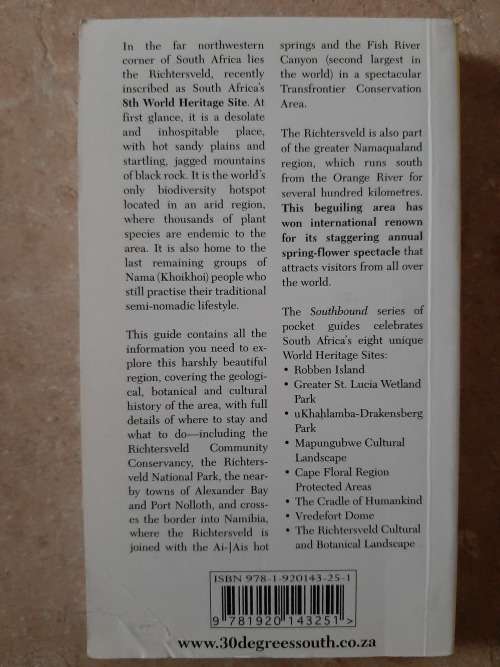 In the far northwestern
corner of South Africa lies
the Richtersveld, recently
inscribed as South Africa's
8th World Heritage Site. At
first glance, it is a desolate
and inhospitable place,
with hot sandy plains and
startling, jagged mountains
of black rock. It is the world's
only biodiversity hotspot
located in an arid region,
where thousands of plant
species are endemic to the
area. It is also home to the
last remaining groups of
Nama (Khoikhoi) people who
still practise their traditional
semi-nomadic lifestyle.
This guide contains all the
information you need to ex-
plore this harshly beautiful
region, covering the geologi-
cal, botanical and cultural
history of the area, with full
details of where to stay and
what to do—including the
Richtersveld Community
Conservancy, the Richters-
veld National Park, the near-
by towns of Alexander Bay
and Port Nolloth, and cross-
es the border into Namibia,
where the Richtersveld is
joined with the Ai-|Ais hot
springs and the Fish River
Canyon (second largest in
the world) in a spectacular
Transfrontier Conservation
Area.
The Richtersveld is also part
of the greater Namaqualand
region, which runs south
from the Orange River for
several hundred kilometres.
This beguiling area has
won international renown
for its staggering annual
spring-flower spectacle that
attracts visitors from all over
the world.
The Southbound series of
pocket guides celebrates
South Africa's eight unique
World Heritage Sites:
• Robben Island
• Greater St. Lucia Wetland
Park
• uKhaḥlamba-Drakensberg
Park
• Mapungubwe Cultural
Landscape
• Cape Floral Region
Protected Areas
• The Cradle of Humankind
• Vredefort Dome
• The Richtersveld Cultural
and Botanical Landscape
ISBN 978-1-920143-25-1
9 781920 143251 >
www.30degreessouth.co.za